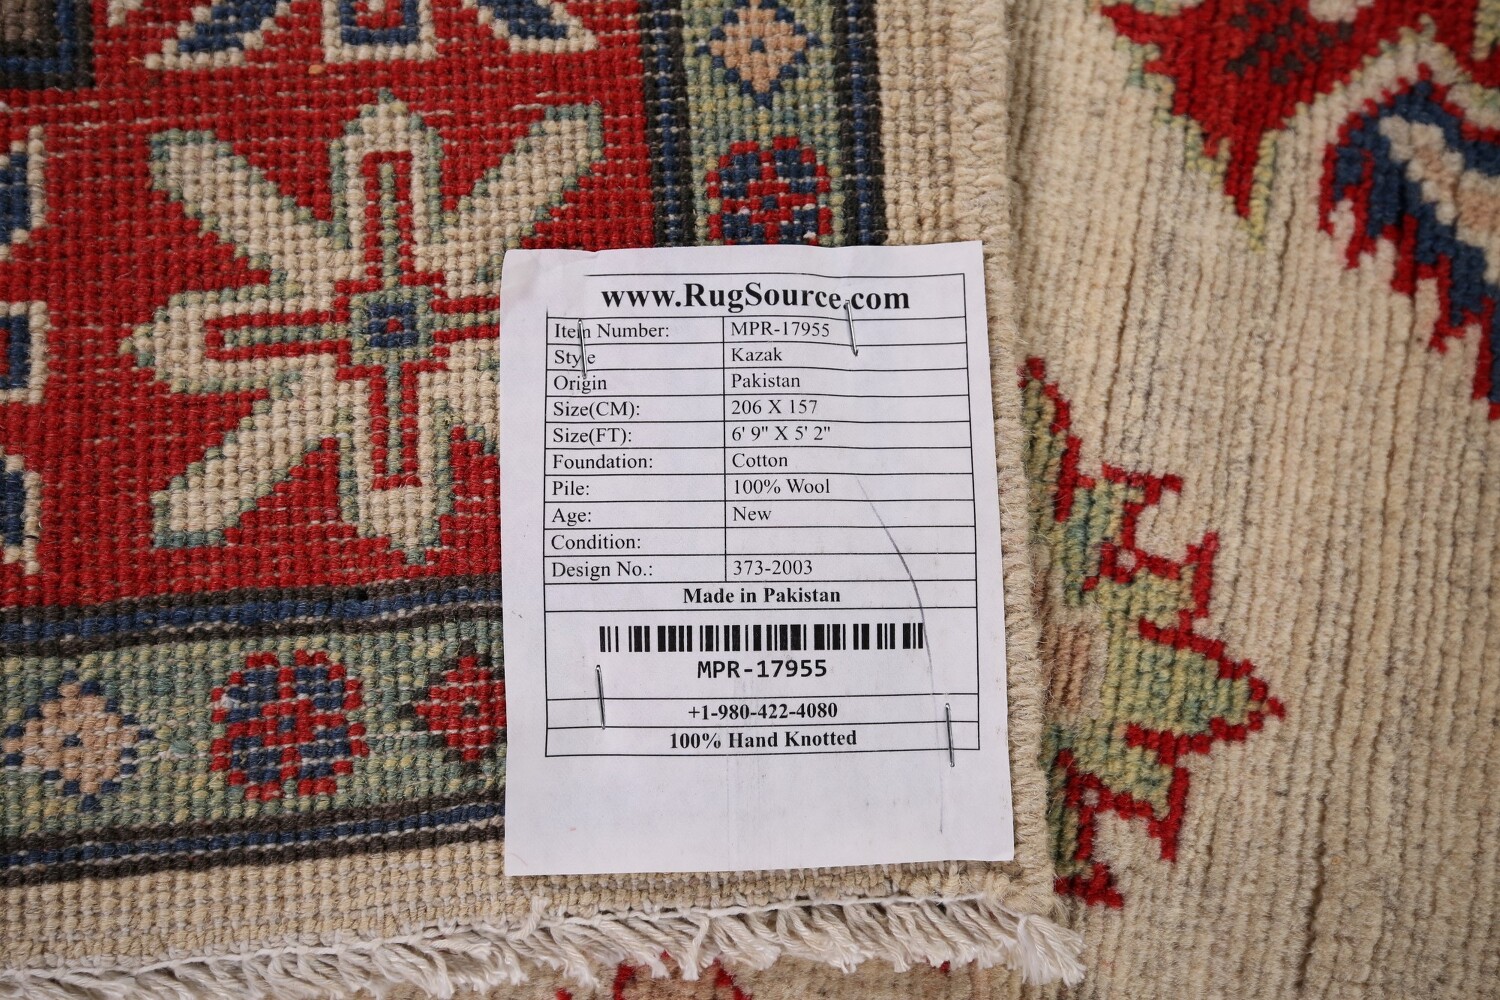 www.RugSource.com
Item Number: MPR-17955
Style Kazak
Origin Pakistan
Size(CM): 206 X 157
Size(FT): 6' 9" X 5' 2"
Foundation: Cotton
Pile: 100% Wool
Age: New
Condition:
Design No.: 373-2003
Made in Pakistan
MPR-17955
+1-980-422-4080
100% Hand Knotted